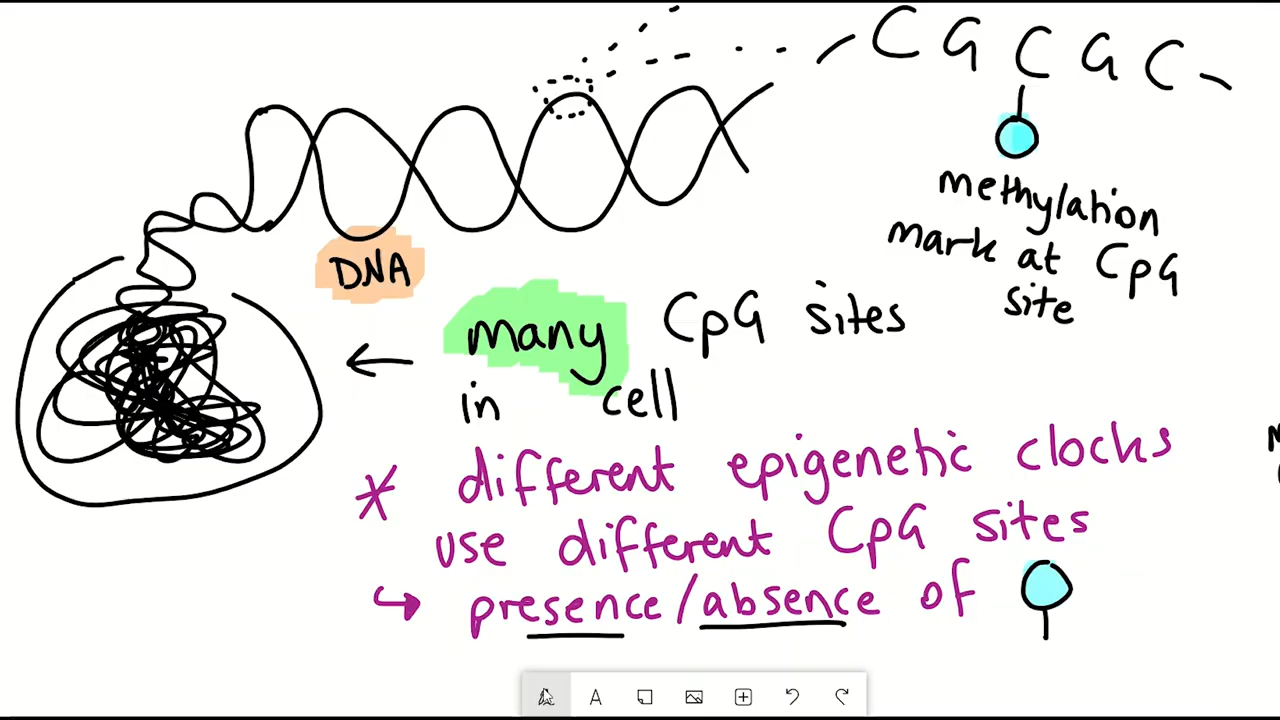 C G C G C
methylation
mark at CpG
site
DNA
many CpG sites
in cell
* different epigenetic clocks
use different CpG sites
↳ presence/absence of
A